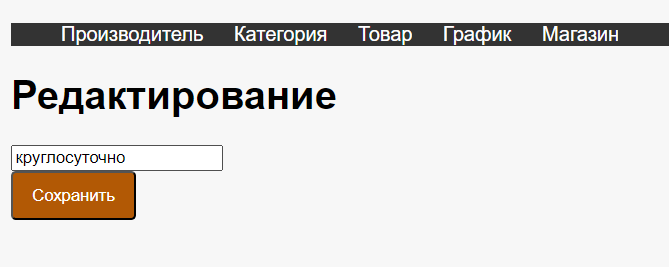 Производитель Категория Товар График Магазин
Редактирование
круглосуточно
Сохранить